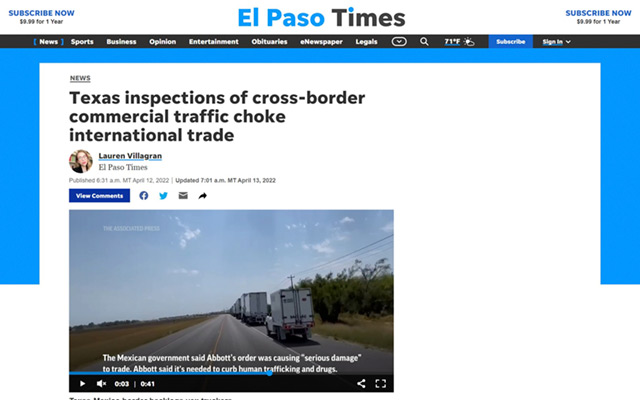 SUBSCRIBE NOW
$9.99 for 1 Year
El Paso Times
SUBSCRIBE NOW
$9.99 for 1 Year
[ News ] Sports Business Opinion Entertainment Obituaries eNewspaper Legals 71°F Subscribe Sign In
NEWS
Texas inspections of cross-border
commercial traffic choke
international trade
Lauren Villagran
El Paso Times
Published 6:31 a.m. MT April 12, 2022 | Updated 7:01 a.m. MT April 13, 2022
View Comments
THE ASSOCIATED PRESS
The Mexican government said Abbott's order was causing "serious damage"
to trade. Abbott said it's needed to curb human trafficking and drugs.
0:03 | 0:41